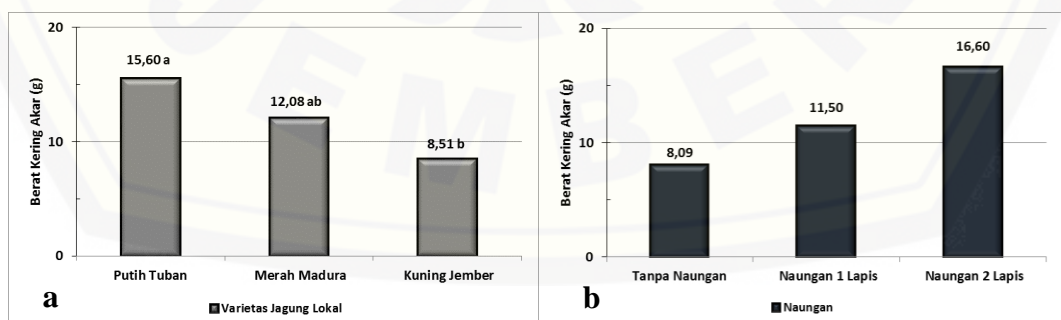 20
15,60 a
12,08 ab
10
8,51 b
0
Berat Kering Akar (g)
Putih Tuban Merah Madura Kuning Jember
a
Varietas Jagung Lokal
20
16,60
11,50
10
8,09
0
Berat Kering Akar (g)
Tanpa Naungan Naungan 1 Lapis Naungan 2 Lapis
b
Naungan
EMBER